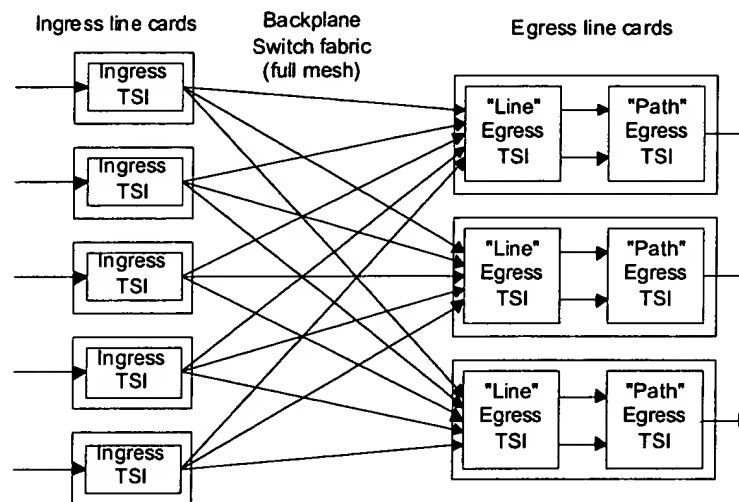 Ingress line cards
Backplane
Switch fabric
(full mesh)
Egress line cards
Ingress
TSI
Ingress
TSI
Ingress
TSI
Ingress
TSI
Ingress
TSI
"Line"
Egress
TSI
"Path"
Egress
TSI
"Line"
Egress
TSI
"Path"
Egress
TSI
"Line"
Egress
TSI
"Path"
Egress
TSI